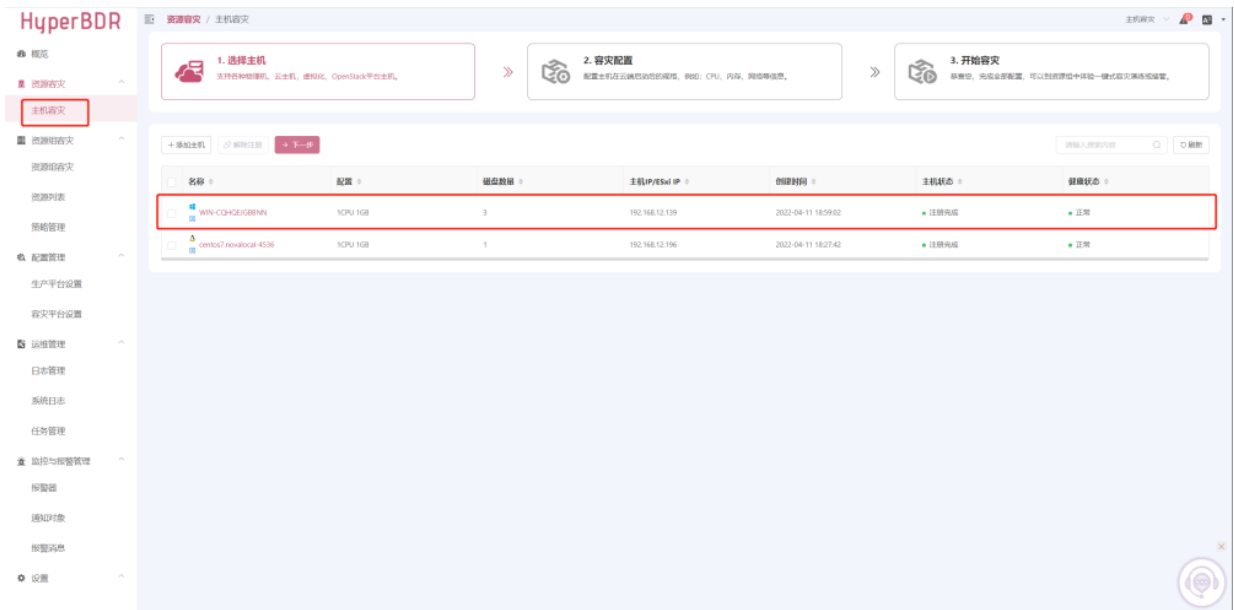 HyperBDR
资源容灾 / 主机容灾
主机容灾
概览
资源容灾
主机容灾
资源组容灾
资源组容灾
资源列表
策略管理
配置管理
生产平台设置
容灾平台设置
运维管理
日志管理
系统日志
任务管理
监控与报警管理
报警器
通知对象
报警消息
设置
1. 选择主机
支持各种物理机、云主机、虚拟化、OpenStack平台主机。
2. 容灾配置
配置主机在云端启动后的规格，例如：CPU、内存、网络等信息。
3. 开始容灾
恭喜您，完成全部配置，可以到资源组中体验一键式容灾演练或接管。
添加主机 解除注册 下一步 请输入搜索内容 刷新
名称 配置 磁盘数量 主机IP/ESxI IP 创建时间 主机状态 健康状态
1CPU 1GB 3 192.168.12.139 2022-04-11 18:59:02 注册完成 正常
centos7.novalocal-4536 1CPU 1GB 1 192.168.12.196 2022-04-11 18:27:42 注册完成 正常